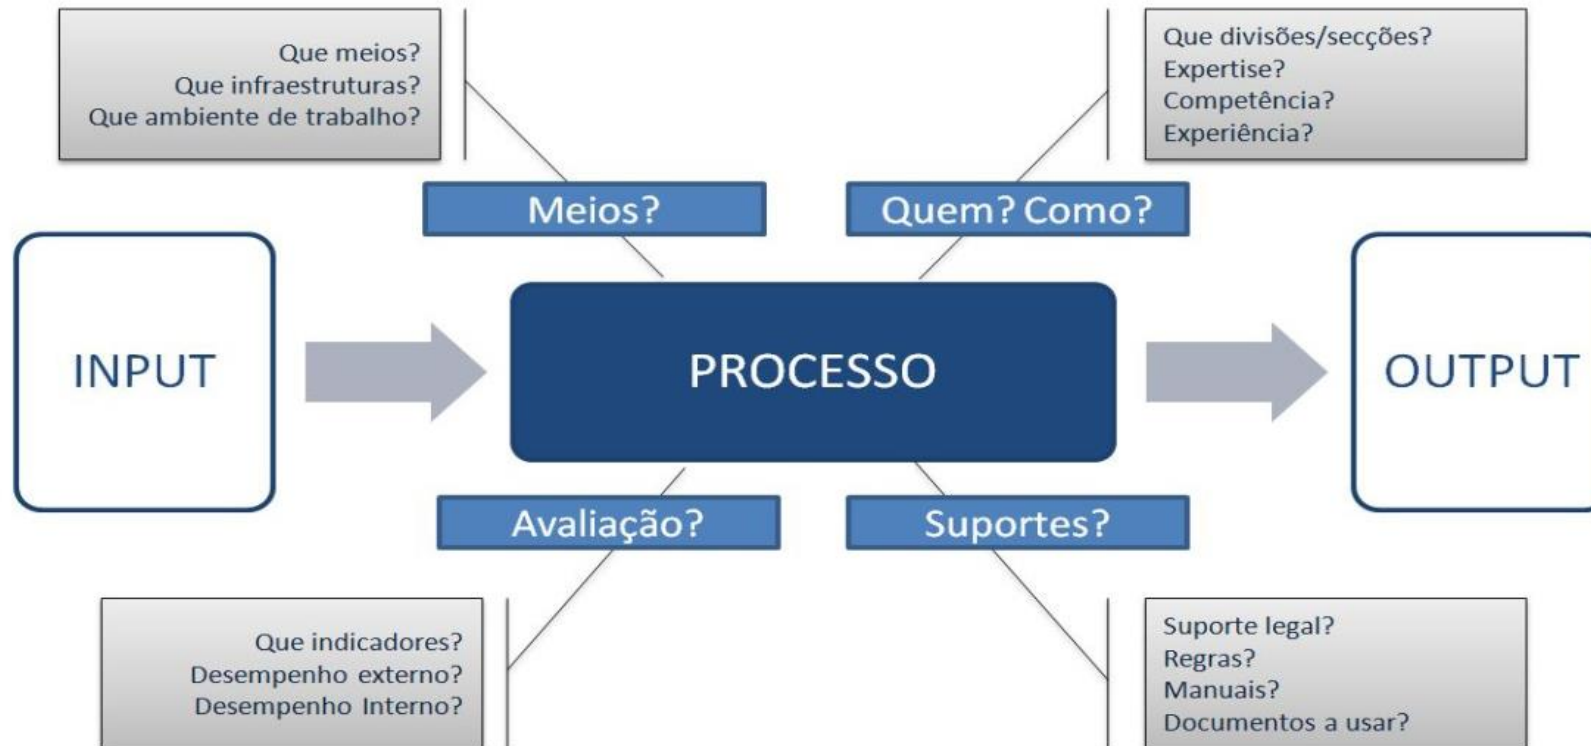 Que meios?
Que infraestruturas?
Que ambiente de trabalho?
Que divisões/secções?
Expertise?
Competência?
Experiência?
Meios?
Quem? Como?
INPUT
PROCESSO
OUTPUT
Avaliação?
Suportes?
Que indicadores?
Desempenho externo?
Desempenho Interno?
Suporte legal?
Regras?
Manuais?
Documentos a usar?